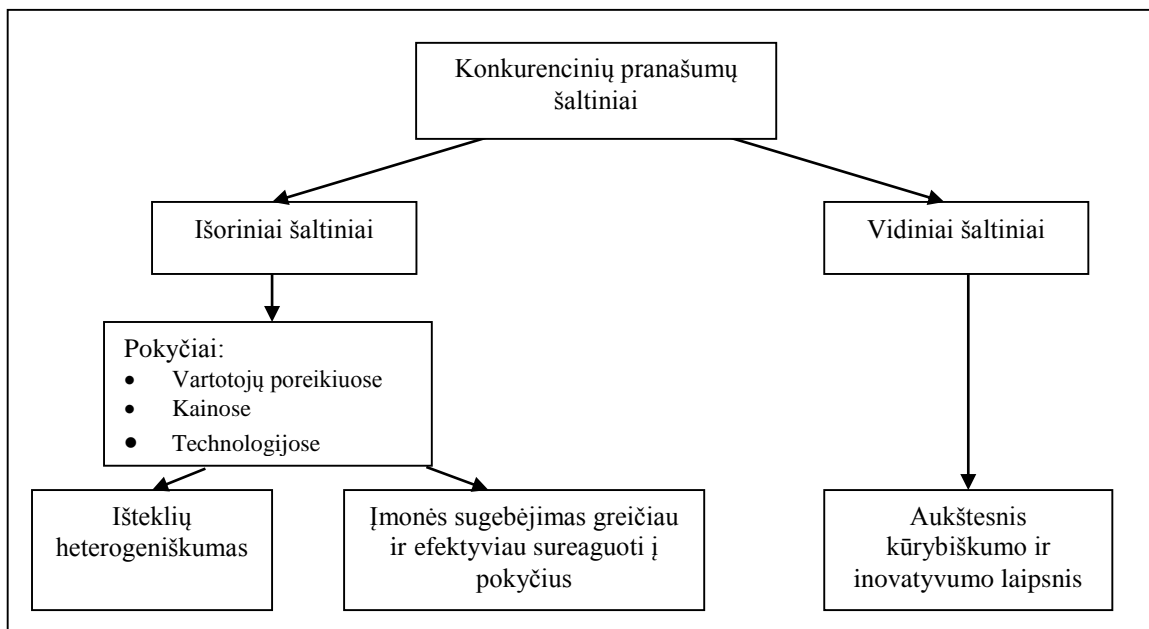 Konkurencinių pranašumų
šaltiniai
Išoriniai šaltiniai
Vidiniai šaltiniai
Pokyčiai:
• Vartotojų poreikiuose
• Kainose
• Technologijose
Išteklių
heterogeniškumas
Įmonės sugebėjimas greičiau
ir efektyviau sureaguoti į
pokyčius
Aukštesnis
kūrybiškumo ir
inovatyvumo laipsnis